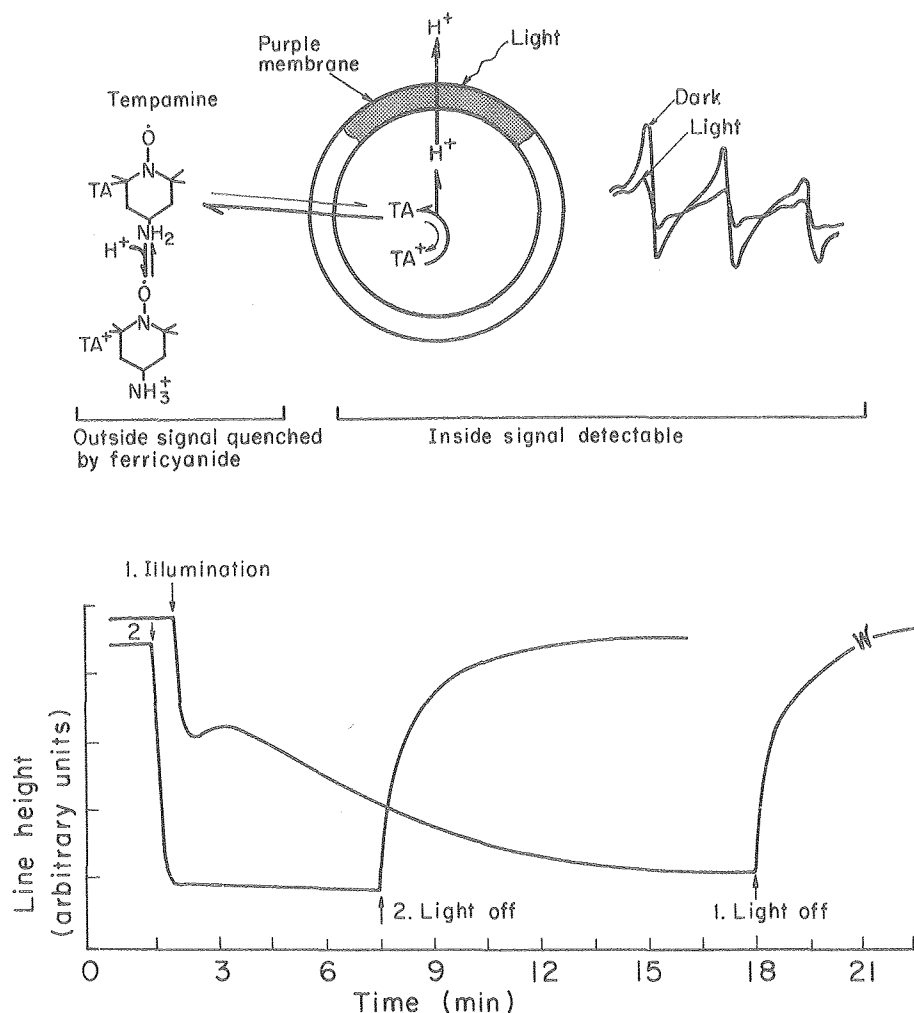 H+
Light
Purple
membrane
Tempamine
Dark
Light
Ȯ
N
TA
NH2
H+
H+
TA
TA+
Ȯ
N
TA+
NH3+
Outside signal quenched
by ferricyanide
Inside signal detectable
1. Illumination
2
Line height
(arbitrary units)
2. Light off
1. Light off
0 3 6 9 12 15 18 21
Time (min)